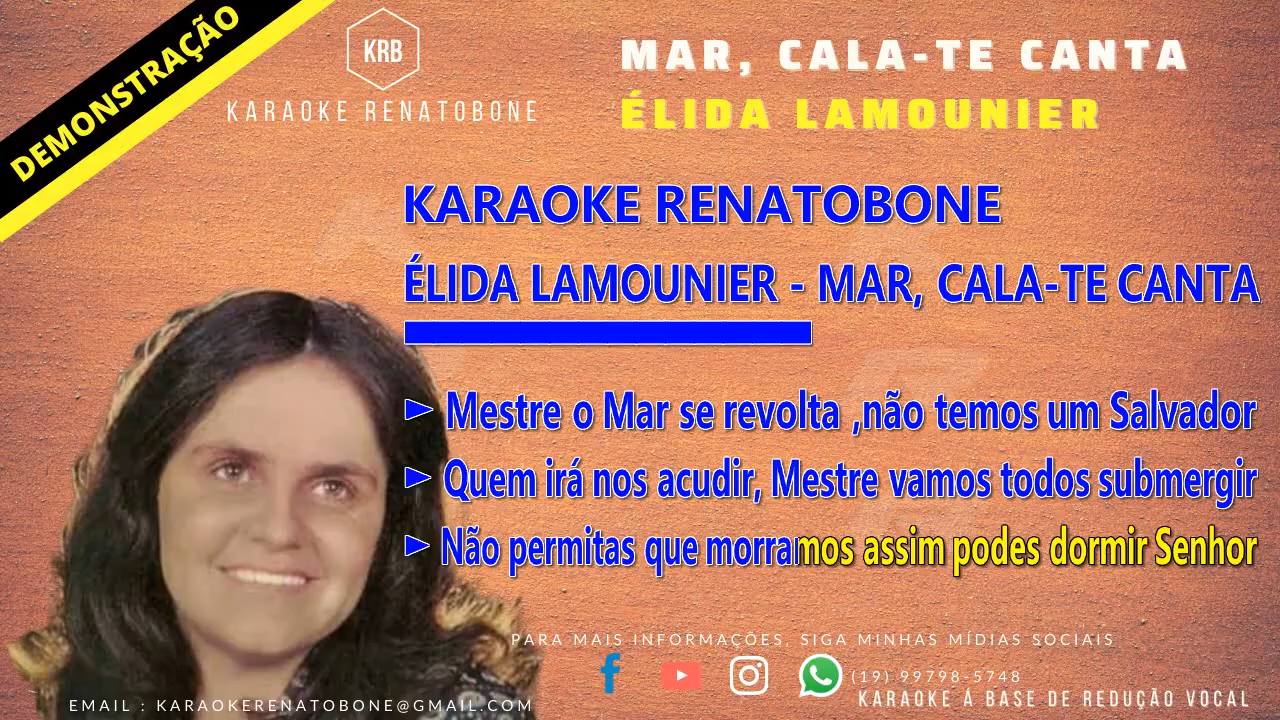 DEMONSTRAÇÃO
KRB
KARAOKE RENATOBONE
MAR, CALA-TE CANTA
ÉLIDA LAMOUNIER
KARAOKE RENATOBONE
ÉLIDA LAMOUNIER - MAR, CALA-TE CANTA
► Mestre o Mar se revolta ,não temos um Salvador
► Quem irá nos acudir, Mestre vamos todos submergir
► Não permitas que morramos assim podes dormir Senhor
PARA MAIS INFORMAÇÕES, SIGA MINHAS MÍDIAS SOCIAIS
(19) 99798-5748
KARAOKE Á BASE DE REDUÇÃO VOCAL
EMAIL : KARAOKERENATOBONE@GMAIL.COM